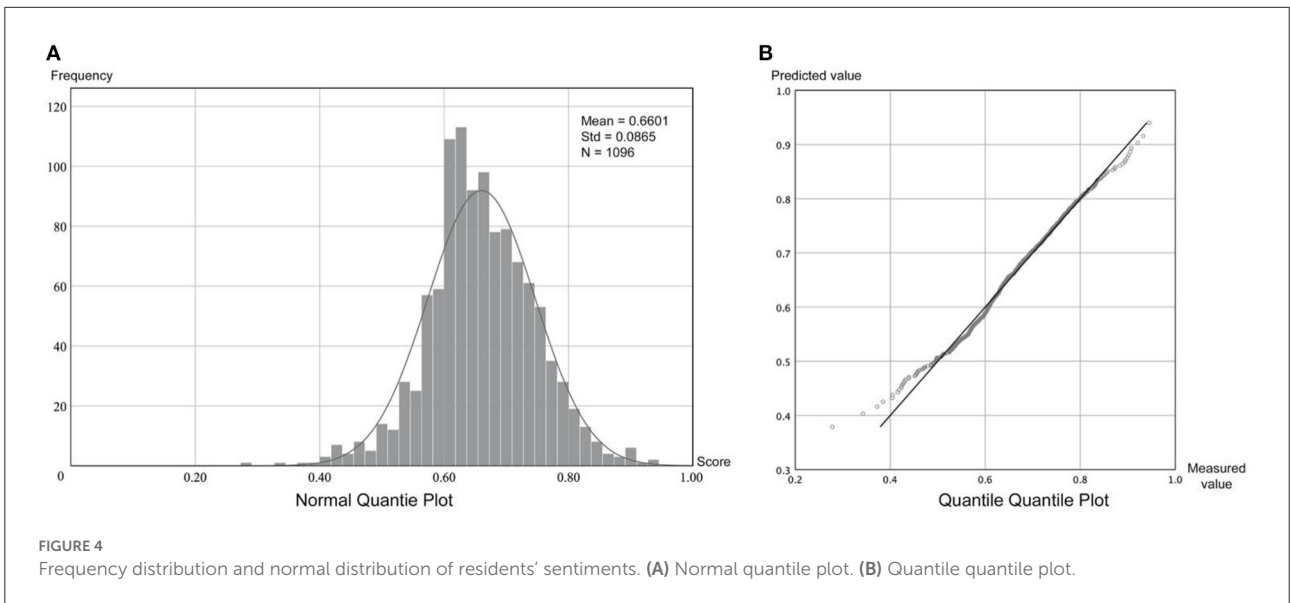 A
Frequency
120
100
80
60
40
20
0
0.20
0.40
0.60
0.80
1.00
Score
Mean = 0.6601
Std = 0.0865
N = 1096
Normal Quantie Plot
B
Predicted value
1.0
0.9
0.8
0.7
0.6
0.5
0.4
0.3
0.2
0.4
0.6
0.8
1.0
Measured
value
Quantile Quantile Plot
FIGURE 4
Frequency distribution and normal distribution of residents' sentiments. (A) Normal quantile plot. (B) Quantile quantile plot.